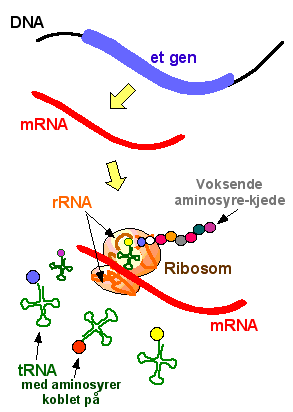 DNA
et gen
mRNA
rRNA
Voksende
aminosyre-kjede
Ribosom
mRNA
tRNA
med aminosyrer
koblet på